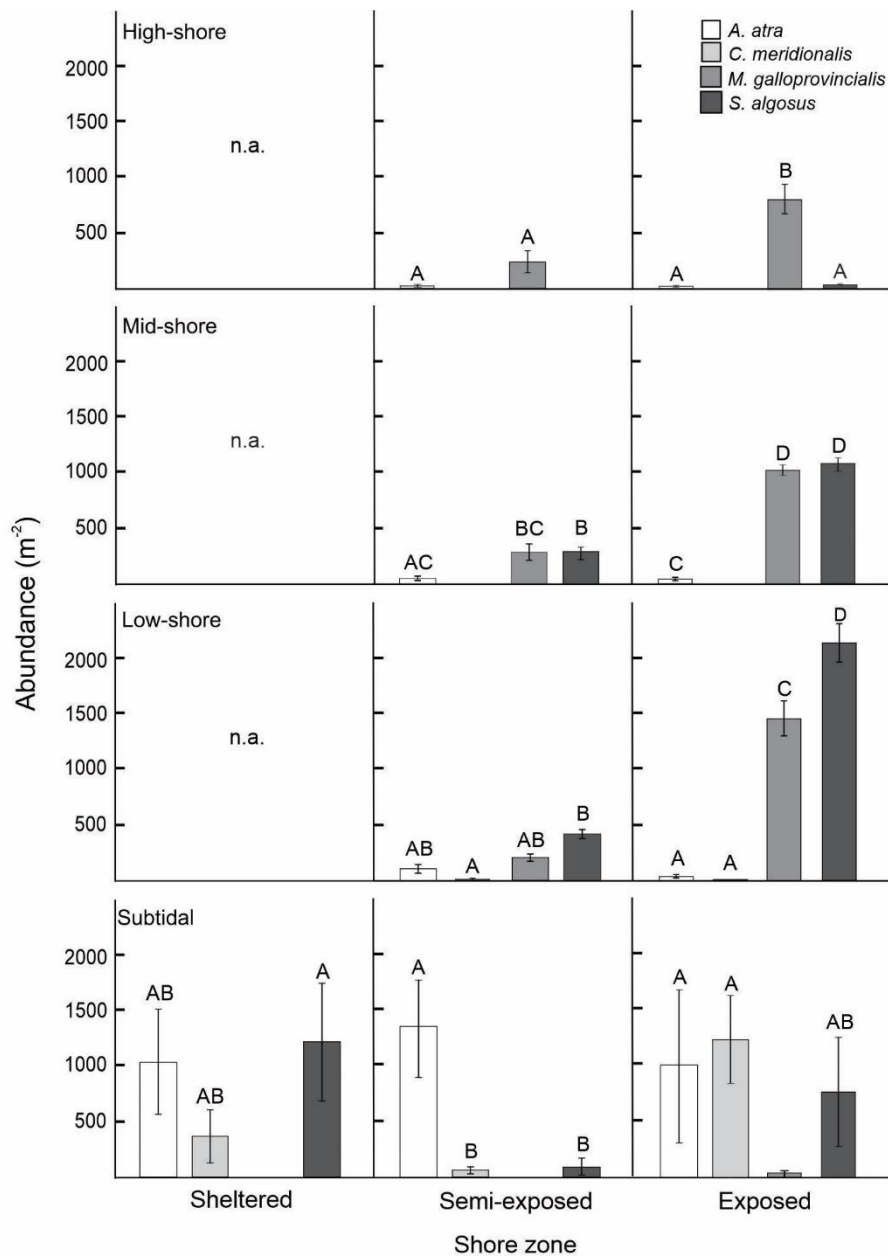 High-shore
A. atra
C. meridionalis
M. galloprovincialis
S. algosus
2000
1500
1000
500
n.a.
A
A
A
B
A
Mid-shore
2000
1500
1000
500
n.a.
AC
BC
B
C
D
D
Low-shore
2000
1500
1000
500
n.a.
AB
A
AB
B
A
A
C
D
Subtidal
2000
1500
1000
500
AB
AB
A
A
B
B
A
A
AB
Abundance (m-2)
Sheltered
Semi-exposed
Exposed
Shore zone